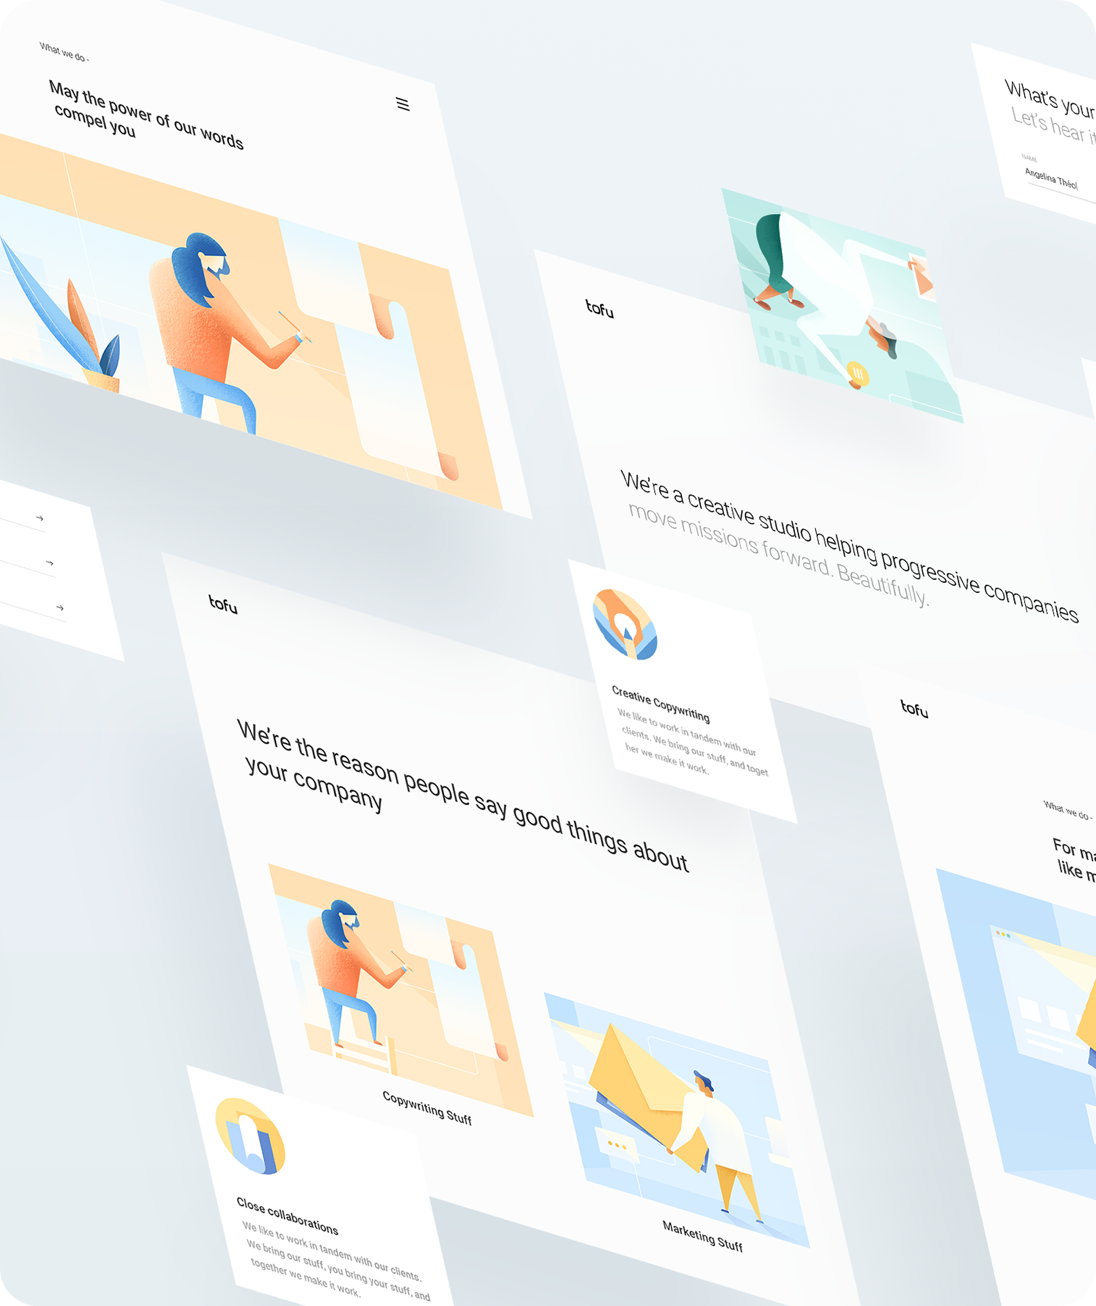 What we do -
May the power of our words
compel you
What's your
Let's hear it
NAME
Angelina Théol
tofu
We're a creative studio helping progressive companies
move missions forward. Beautifully.
tofu
We're the reason people say good things about
your company
Creative Copywriting
We like to work in tandem with our
clients. We bring our stuff, and toget
her we make it work.
tofu
What we do -
For ma
like m
Copywriting Stuff
Marketing Stuff
Close collaborations
We like to work in tandem with our clients.
We bring our stuff, you bring your stuff, and
together we make it work.